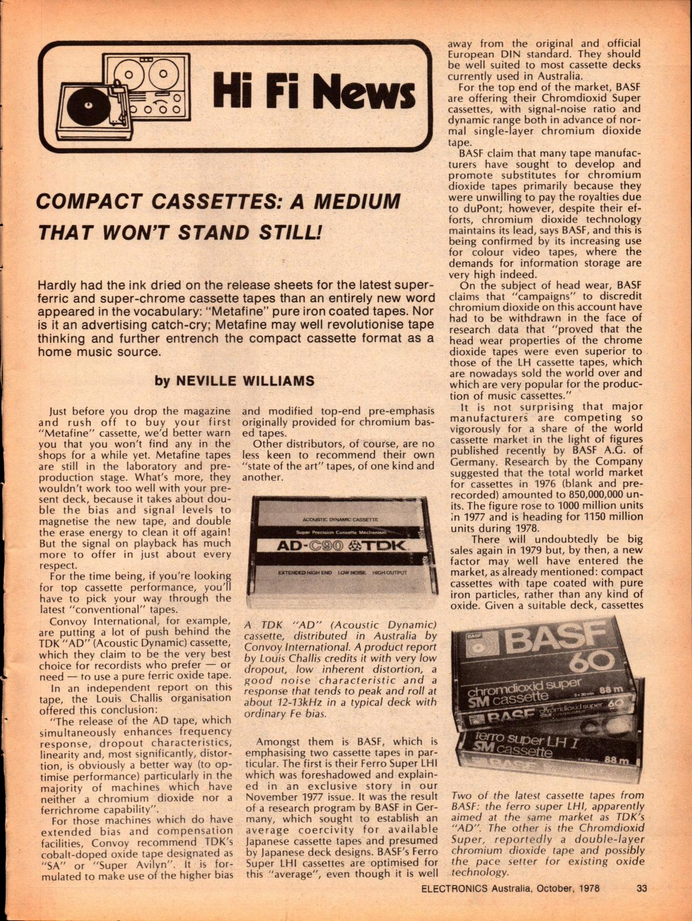 Hi Fi News
COMPACT CASSETTES: A MEDIUM
THAT WON'T STAND STILL!
Hardly had the ink dried on the release sheets for the latest super-
ferric and super-chrome cassette tapes than an entirely new word
appeared in the vocabulary: "Metafine" pure iron coated tapes. Nor
is it an advertising catch-cry; Metafine may well revolutionise tape
thinking and further entrench the compact cassette format as a
home music source.
by NEVILLE WILLIAMS
Just before you drop the magazine
and rush off to buy your first
"Metafine" cassette, we'd better warn
you that you won't find any in the
shops for a while yet. Metafine tapes
are still in the laboratory and pre-
production stage. What's more, they
wouldn't work too well with your pre-
sent deck, because it takes about dou-
ble the bias and signal levels to
magnetise the new tape, and double
the erase energy to clean it off again!
But the signal on playback has much
more to offer in just about every
respect.
For the time being, if you're looking
for top cassette performance, you'll
have to pick your way through the
latest "conventional" tapes.
Convoy International, for example,
are putting a lot of push behind the
TDK "AD" (Acoustic Dynamic) cassette,
which they claim to be the very best
choice for recordists who prefer — or
need — to use a pure ferric oxide tape.
In an independent report on this
tape, the Louis Challis organisation
offered this conclusion:
"The release of the AD tape, which
simultaneously enhances frequency
response, dropout characteristics,
linearity and, most significantly, distor-
tion, is obviously a better way (to op-
timise performance) particularly in the
majority of machines which have
neither a chromium dioxide nor a
ferrichrome capability".
For those machines which do have
extended bias and compensation
facilities, Convoy recommend TDK's
cobalt-doped oxide tape designated as
"SA" or "Super Avilyn". It is for-
mulated to make use of the higher bias
and modified top-end pre-emphasis
originally provided for chromium bas-
ed tapes.
Other distributors, of course, are no
less keen to recommend their own
"state of the art" tapes, of one kind and
another.
ACOUSTIC DYNAMIC CASSETTE
Super Precision Cassette Mechanism
AD-C90 TDK
EXTENDED HIGH END LOW NOISE HIGH OUTPUT
A TDK "AD" (Acoustic Dynamic)
cassette, distributed in Australia by
Convoy International. A product report
by Louis Challis credits it with very low
dropout, low inherent distortion, a
good noise characteristic and a
response that tends to peak and roll at
about 12-13kHz in a typical deck with
ordinary Fe bias.
Amongst them is BASF, which is
emphasising two cassette tapes in par-
ticular. The first is their Ferro Super LHI
which was foreshadowed and explain-
ed in an exclusive story in our
November 1977 issue. It was the result
of a research program by BASF in Ger-
many, which sought to establish an
average coercivity for available
Japanese cassette tapes and presumed
by Japanese deck designs. BASF's Ferro
Super LHI cassettes are optimised for
this "average", even though it is well
away from the original and official
European DIN standard. They should
be well suited to most cassette decks
currently used in Australia.
For the top end of the market, BASF
are offering their Chromdioxid Super
cassettes, with signal-noise ratio and
dynamic range both in advance of nor-
mal single-layer chromium dioxide
tape.
BASF claim that many tape manufac-
turers have sought to develop and
promote substitutes for chromium
dioxide tapes primarily because they
were unwilling to pay the royalties due
to duPont; however, despite their ef-
forts, chromium dioxide technology
maintains its lead, says BASF, and this is
being confirmed by its increasing use
for colour video tapes, where the
demands for information storage are
very high indeed.
On the subject of head wear, BASF
claims that "campaigns" to discredit
chromium dioxide on this account have
had to be withdrawn in the face of
research data that "proved that the
head wear properties of the chrome
dioxide tapes were even superior to
those of the LH cassette tapes, which
are nowadays sold the world over and
which are very popular for the produc-
tion of music cassettes."
It is not surprising that major
manufacturers are competing so
vigorously for a share of the world
cassette market in the light of figures
published recently by BASF A.G. of
Germany. Research by the Company
suggested that the total world market
for cassettes in 1976 (blank and pre-
recorded) amounted to 850,000,000 un-
its. The figure rose to 1000 million units
in 1977 and is heading for 1150 million
units during 1978.
There will undoubtedly be big
sales again in 1979 but, by then, a new
factor may well have entered the
market, as already mentioned: compact
cassettes with tape coated with pure
iron particles, rather than any kind of
oxide. Given a suitable deck, cassettes
BASF
60
chromdioxid super
SM cassette 88 m
BASF chromdioxid super 60
ferro super LH I
SM cassette 88 m
Two of the latest cassette tapes from
BASF: the ferro super LHI, apparently
aimed at the same market as TDK's
"AD". The other is the Chromdioxid
Super, reportedly a double-layer
chromium dioxide tape and possibly
the pace setter for existing oxide
technology.
ELECTRONICS Australia, October, 1978 33